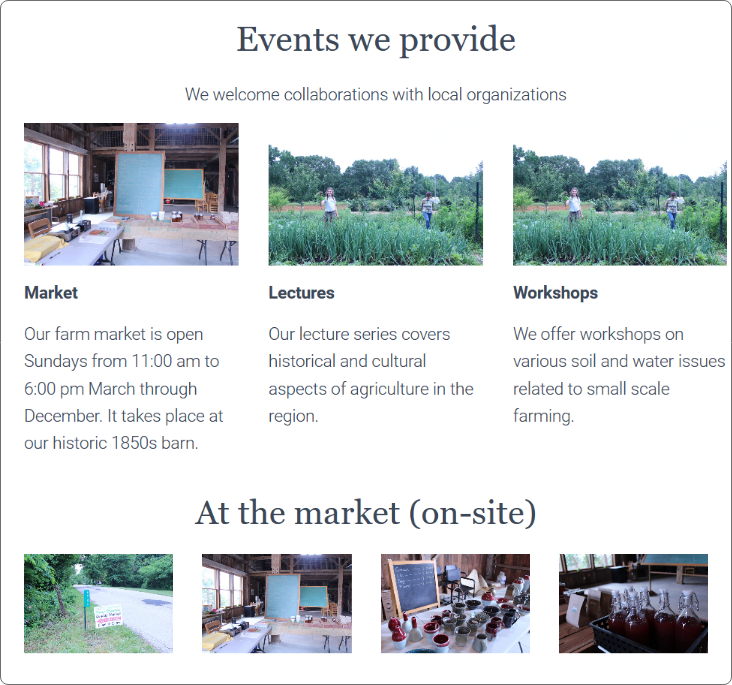 Events we provide
We welcome collaborations with local organizations
Market
Our farm market is open
Sundays from 11:00 am to
6:00 pm March through
December. It takes place at
our historic 1850s barn.
Lectures
Our lecture series covers
historical and cultural
aspects of agriculture in the
region.
Workshops
We offer workshops on
various soil and water issues
related to small scale
farming.
At the market (on-site)